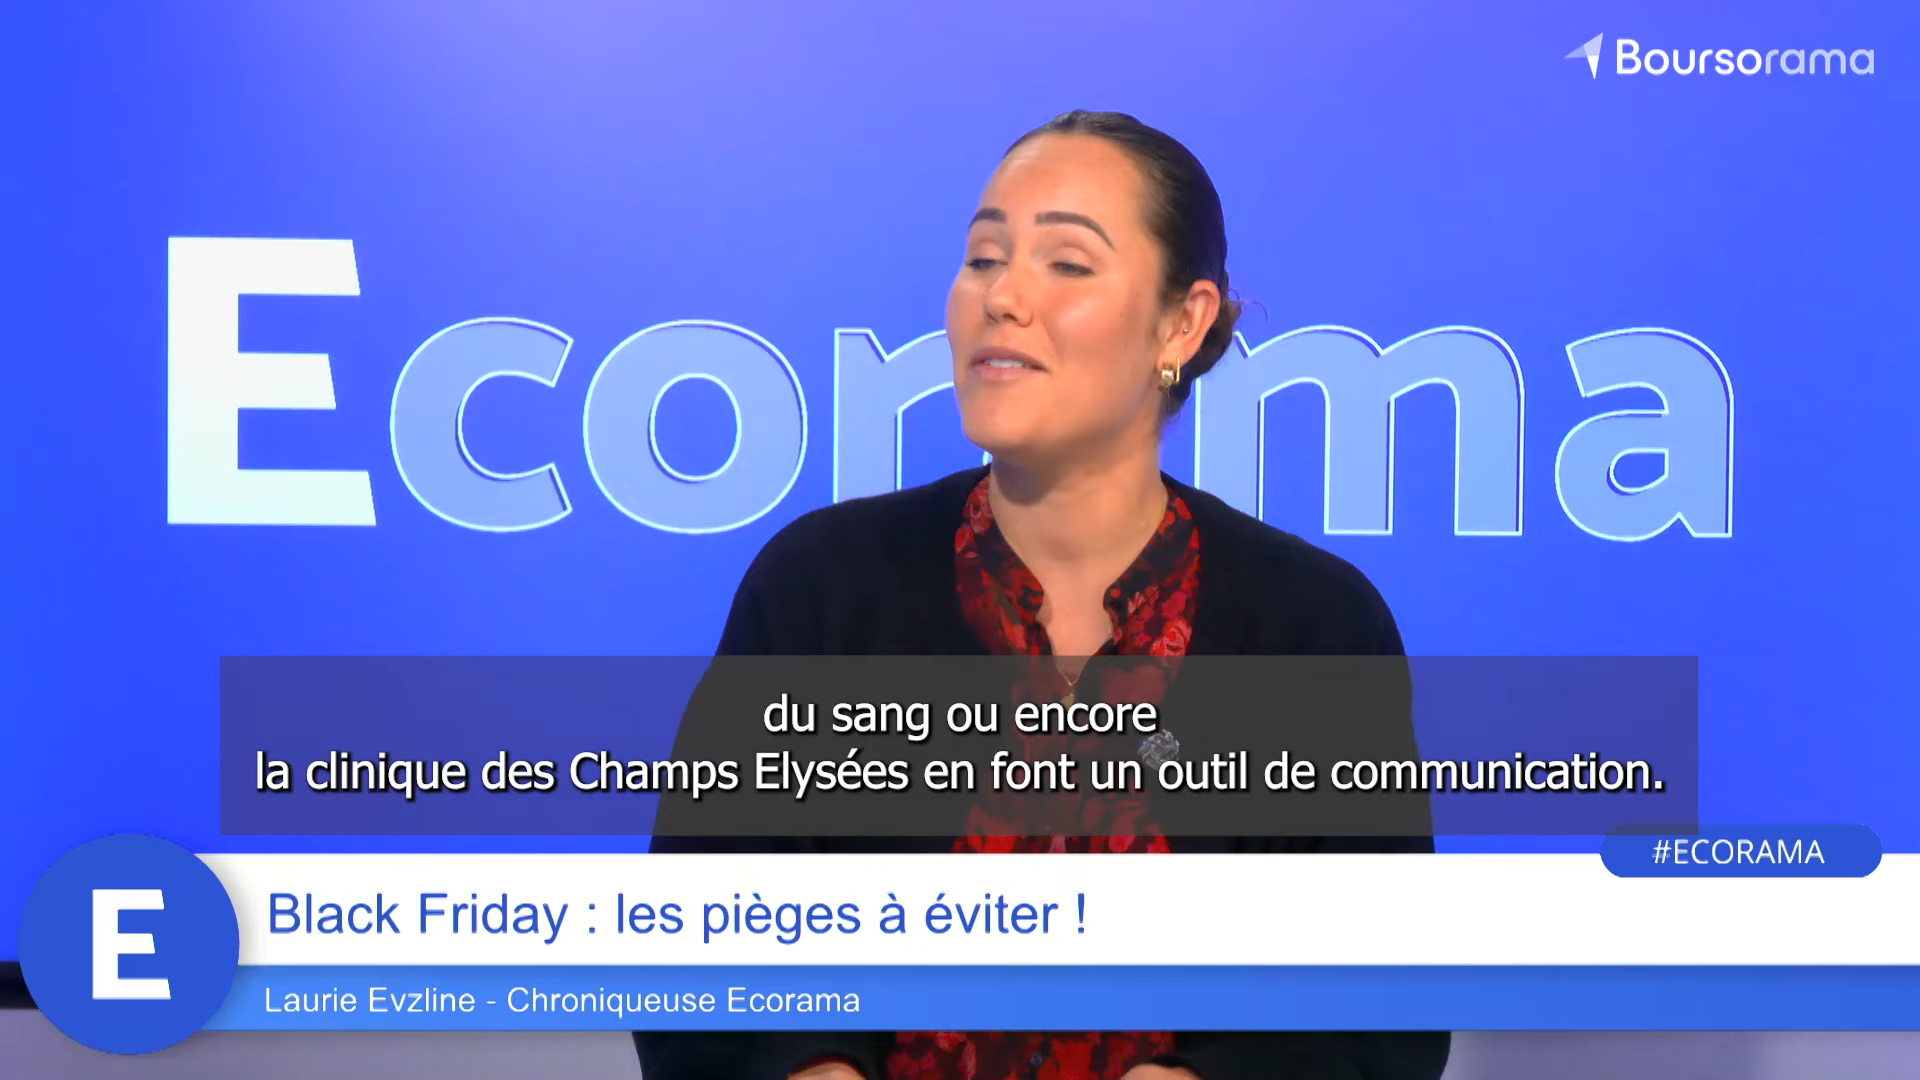 Boursorama
Ecorama
du sang ou encore
la clinique des Champs Elysées en font un outil de communication.
#ECORAMA
E
Black Friday : les pièges à éviter !
Laurie Evzline - Chroniqueuse Ecorama